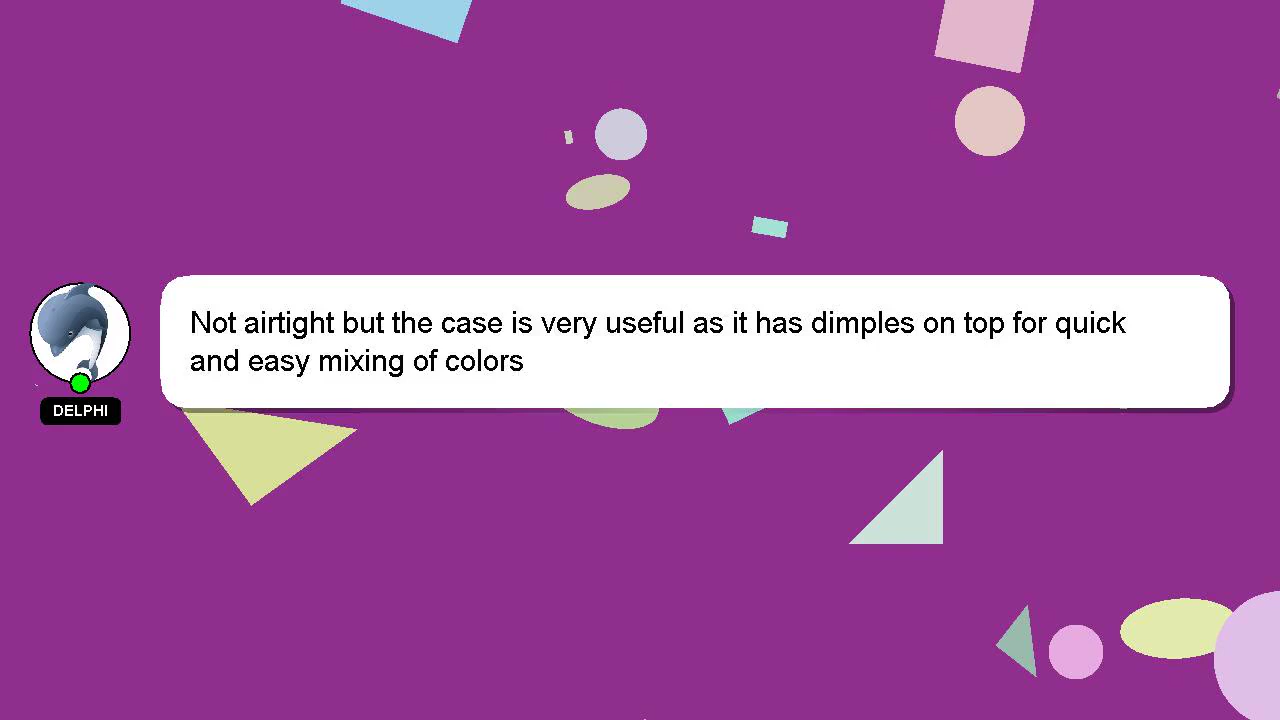 Not airtight but the case is very useful as it has dimples on top for quick
and easy mixing of colors
DELPHI